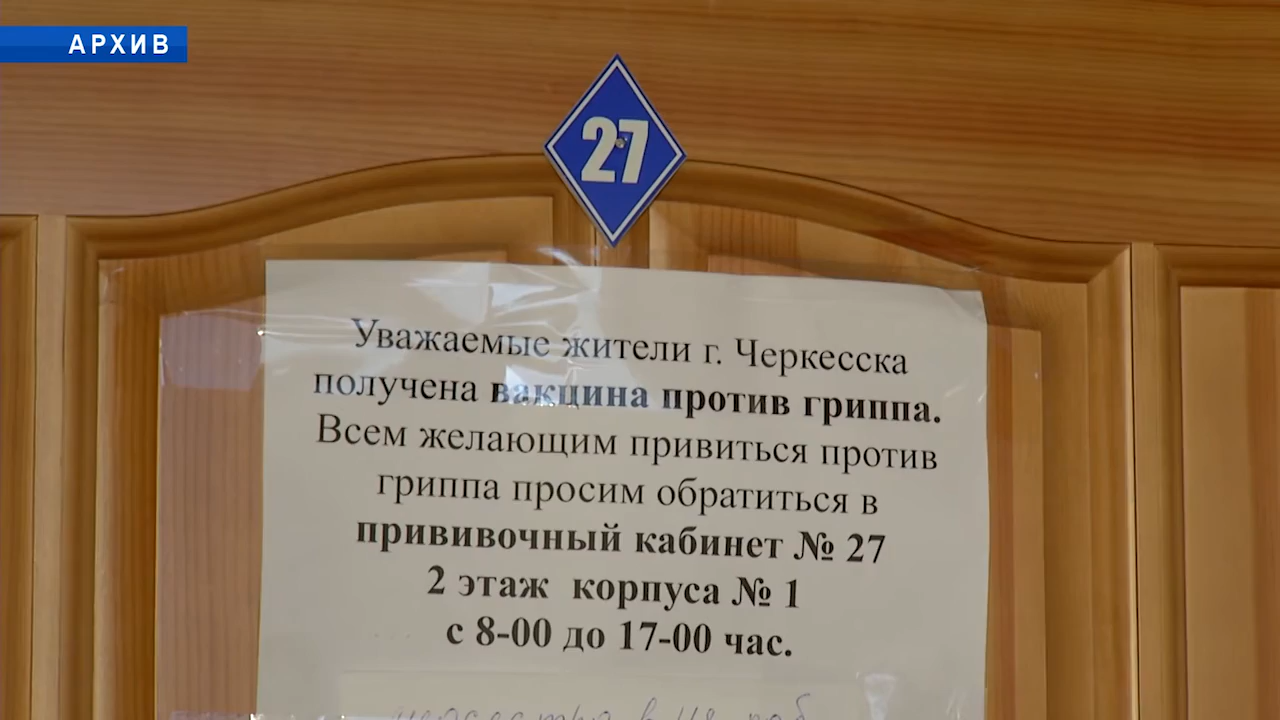 АРХИВ
27
Уважаемые жители г. Черкесска
получена вакцина против гриппа.
Всем желающим привиться против
гриппа просим обратиться в
прививочный кабинет № 27
2 этаж корпуса № 1
с 8-00 до 17-00 час.